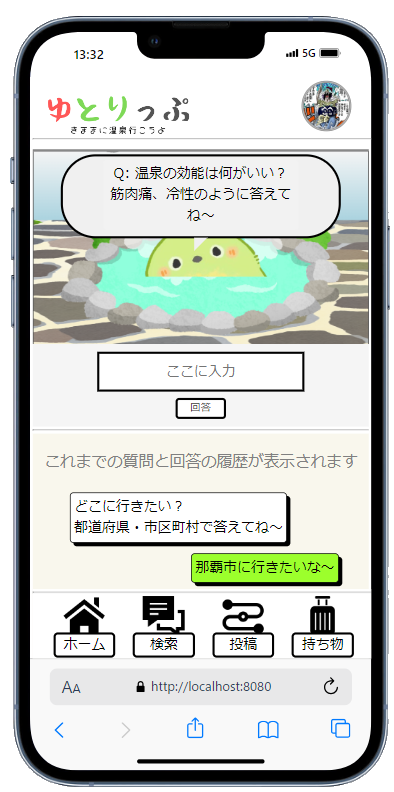 13:32
5G
ゆとりっぷ
きままに温泉行こうよ
Q: 温泉の効能は何がいい？
筋肉痛、冷性のように答えて
ね～
ここに入力
回答
これまでの質問と回答の履歴が表示されます
どこに行きたい？
都道府県・市区町村で答えてね～
那覇市に行きたいな～
ホーム
検索
投稿
持ち物
AA
http://localhost:8080